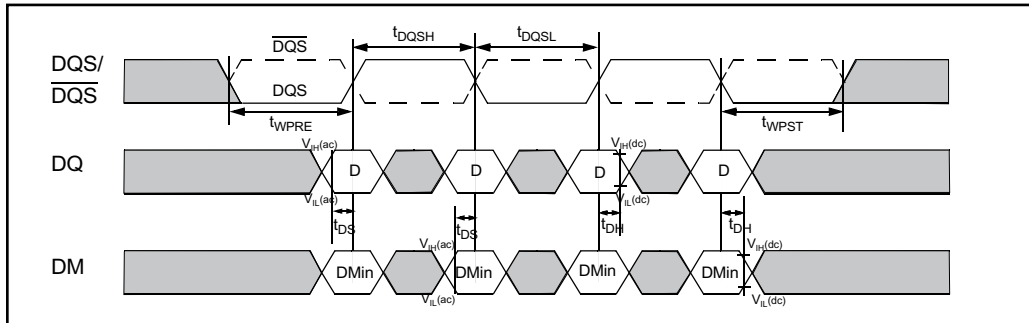 tDQSH tDQSL
DQS
DQS/
DQS
DQS
tWPRE tWPST
VIH(ac) VIH(dc)
DQ D D D D
VIL(ac) VIL(dc)
tDS tDS tDH tDH
VIH(ac) VIH(dc)
DM DMin DMin DMin DMin
VIL(ac) VIL(dc)